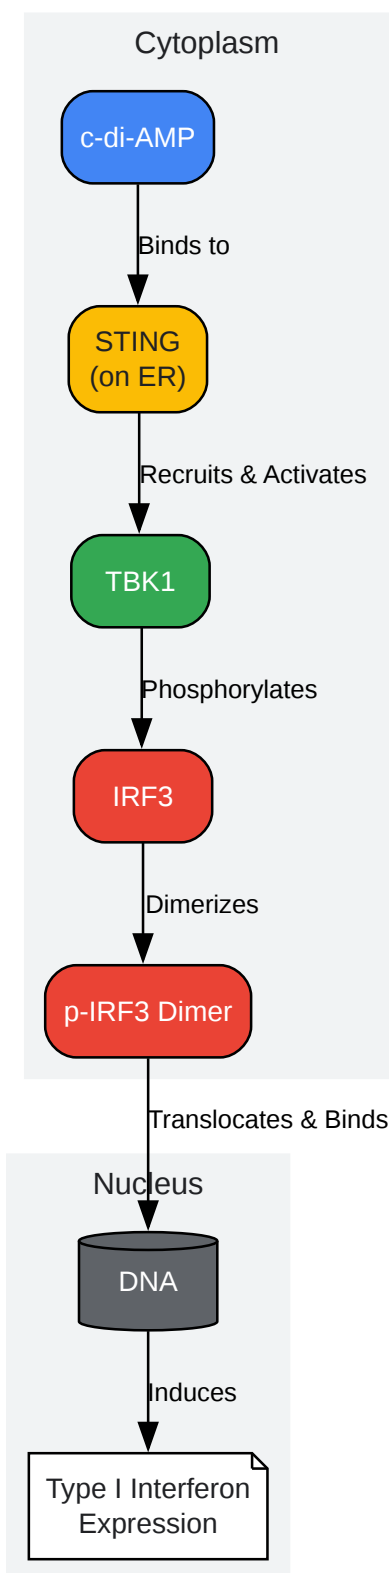 Cytoplasm
c-di-AMP
Binds to
STING
(on ER)
Recruits & Activates
TBK1
Phosphorylates
IRF3
Dimerizes
p-IRF3 Dimer
Translocates & Binds
Nucleus
DNA
Induces
Type I Interferon
Expression